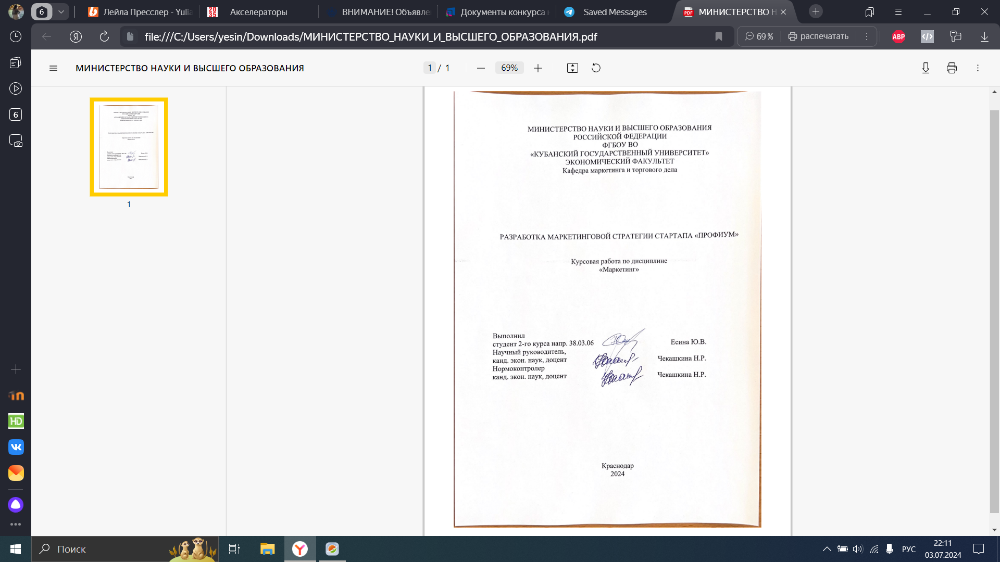 6
Лейла Пресслер - Yulia
20
35
Акселераторы
ВНИМАНИЕ! Объявле
Документы конкурса
Saved Messages
МИНИСТЕРСТВО Н
file:///C:/Users/yesin/Downloads/МИНИСТЕРСТВО_НАУКИ_И_ВЫСШЕГО_ОБРАЗОВАНИЯ.pdf
69 %
распечатать
ABP
МИНИСТЕРСТВО НАУКИ И ВЫСШЕГО ОБРАЗОВАНИЯ
1 / 1
69%
6
1
МИНИСТЕРСТВО НАУКИ И ВЫСШЕГО ОБРАЗОВАНИЯ
РОССИЙСКОЙ ФЕДЕРАЦИИ
ФГБОУ ВО
«КУБАНСКИЙ ГОСУДАРСТВЕННЫЙ УНИВЕРСИТЕТ»
ЭКОНОМИЧЕСКИЙ ФАКУЛЬТЕТ
Кафедра маркетинга и торгового дела
РАЗРАБОТКА МАРКЕТИНГОВОЙ СТРАТЕГИИ СТАРТАПА «ПРОФИУМ»
Курсовая работа по дисциплине
«Маркетинг»
Выполнил
студент 2-го курса напр. 38.03.06 Есина Ю.В.
Научный руководитель,
канд. экон. наук, доцент Чекашкина Н.Р.
Нормоконтролер
канд. экон. наук, доцент Чекашкина Н.Р.
Краснодар
2024
HD
Поиск
РУС
22:11
03.07.2024